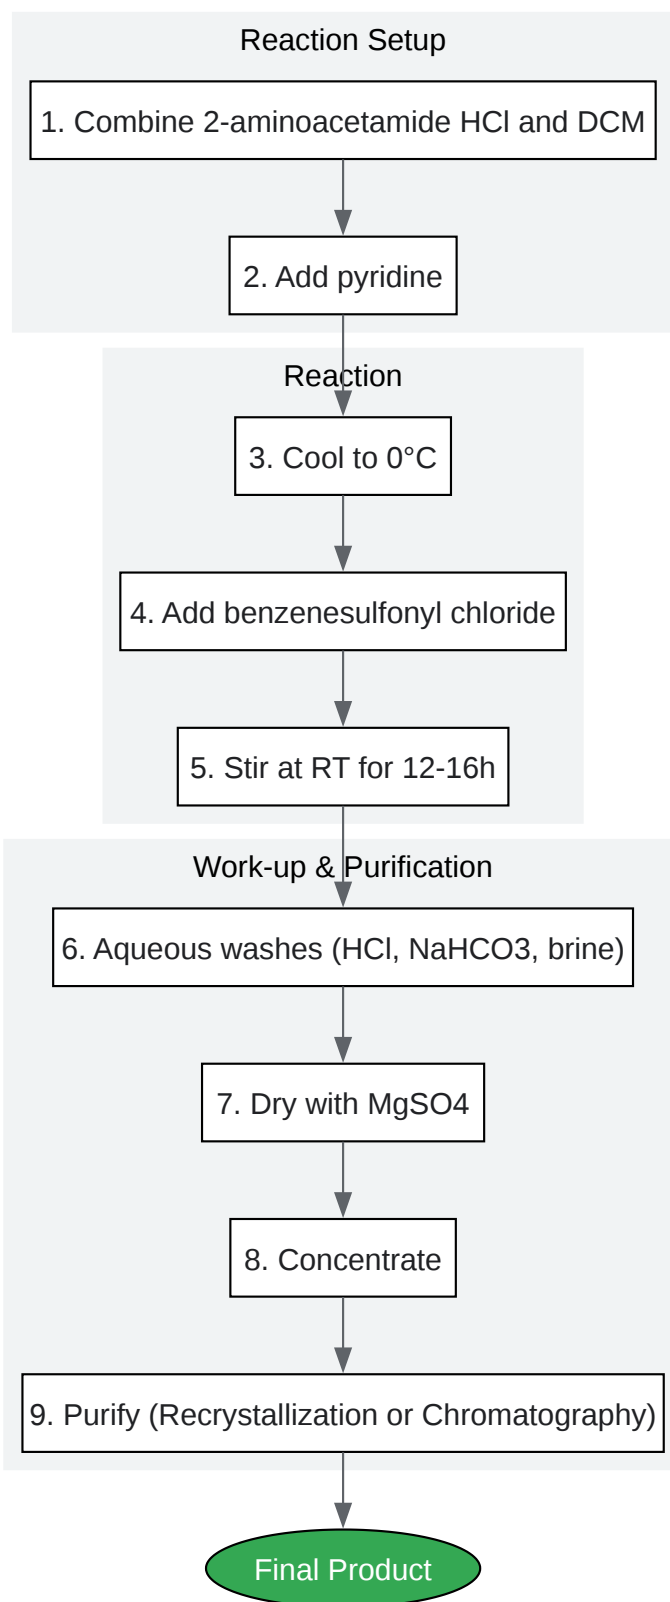 Reaction Setup
1. Combine 2-aminoacetamide HCl and DCM
2. Add pyridine
Reaction
3. Cool to 0°C
4. Add benzenesulfonyl chloride
5. Stir at RT for 12-16h
Work-up & Purification
6. Aqueous washes (HCl, NaHCO3, brine)
7. Dry with MgSO4
8. Concentrate
9. Purify (Recrystallization or Chromatography)
Final Product